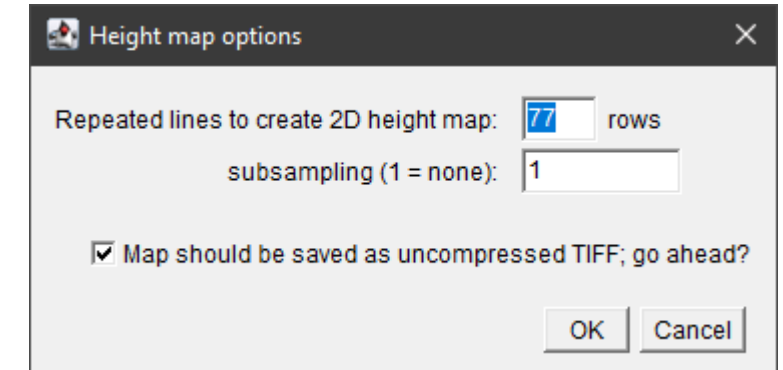 Height map options
Repeated lines to create 2D height map: 77 rows
subsampling (1 = none): 1
Map should be saved as uncompressed TIFF; go ahead?
OK Cancel